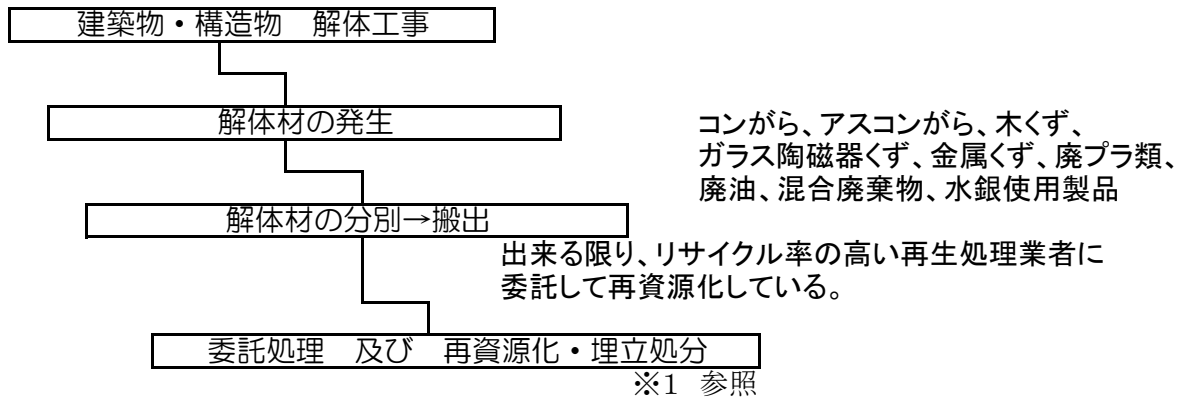 建築物・構造物　解体工事
解体材の発生
コンがら、アスコンがら、木くず、
ガラス陶磁器くず、金属くず、廃プラ類、
廃油、混合廃棄物、水銀使用製品
解体材の分別→搬出
出来る限り、リサイクル率の高い再生処理業者に
委託して再資源化している。
委託処理　及び　再資源化・埋立処分
※1　参照